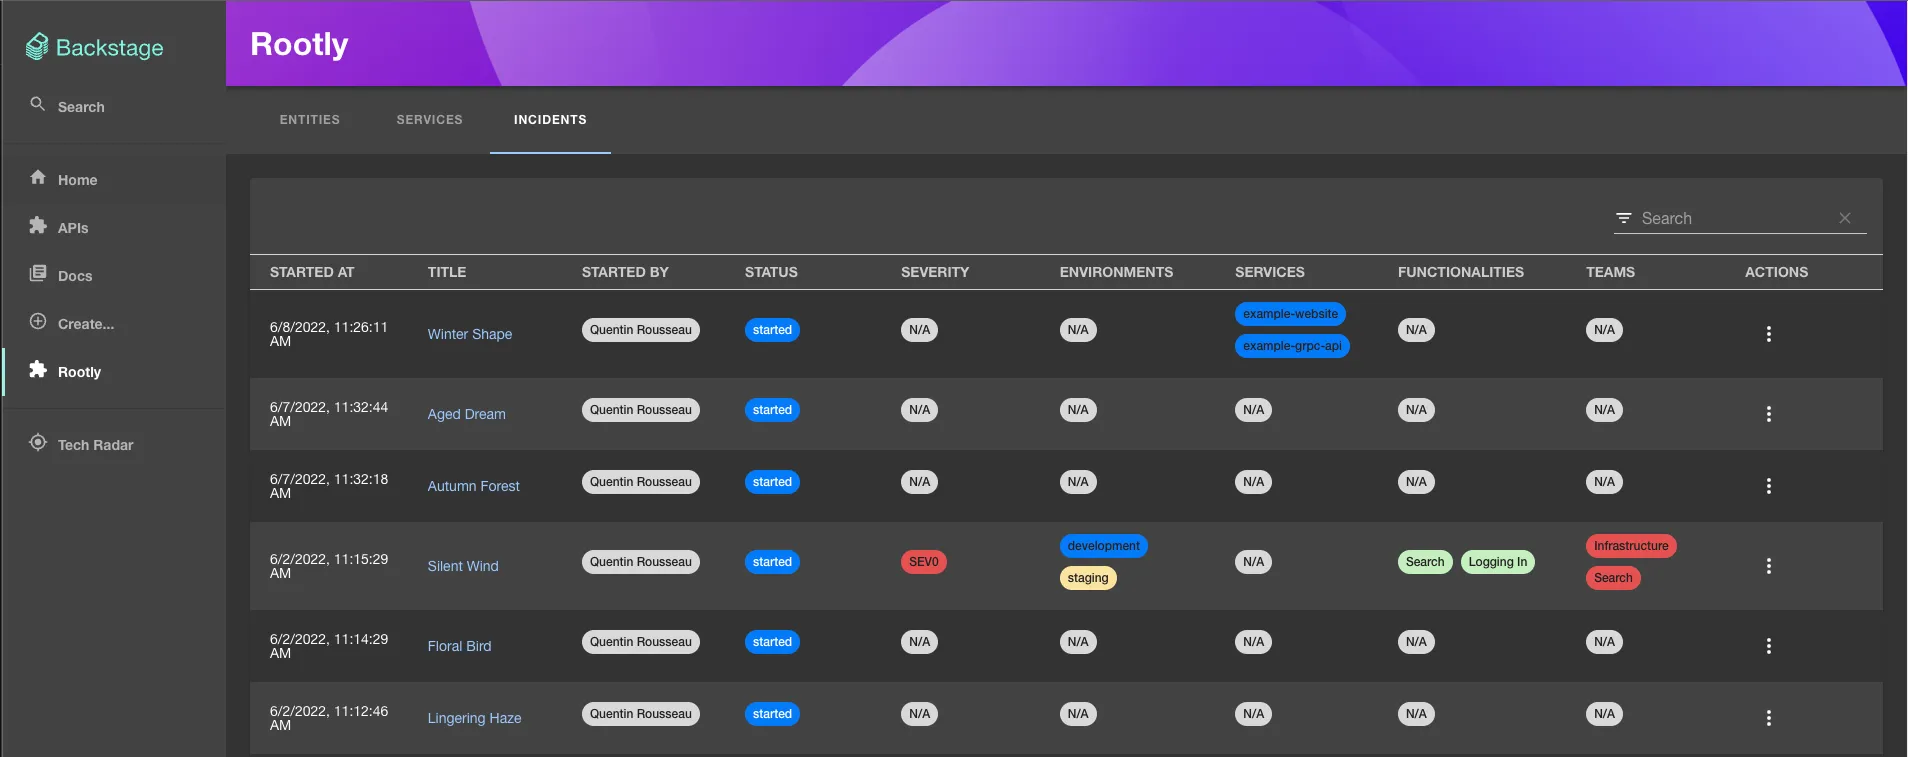 Backstage
Rootly
Search
ENTITIES SERVICES INCIDENTS
Home
APIs
Docs
Create...
Rootly
Tech Radar
Search
STARTED AT TITLE STARTED BY STATUS SEVERITY ENVIRONMENTS SERVICES FUNCTIONALITIES TEAMS ACTIONS
6/8/2022, 11:26:11
AM
Winter Shape Quentin Rousseau started N/A N/A example-website
example-grpc-api
N/A N/A
6/7/2022, 11:32:44
AM
Aged Dream Quentin Rousseau started N/A N/A N/A N/A N/A
6/7/2022, 11:32:18
AM
Autumn Forest Quentin Rousseau started N/A N/A N/A N/A N/A
6/2/2022, 11:15:29
AM
Silent Wind Quentin Rousseau started SEV0 development
staging
N/A Search Logging In Infrastructure
Search
6/2/2022, 11:14:29
AM
Floral Bird Quentin Rousseau started N/A N/A N/A N/A N/A
6/2/2022, 11:12:46
AM
Lingering Haze Quentin Rousseau started N/A N/A N/A N/A N/A